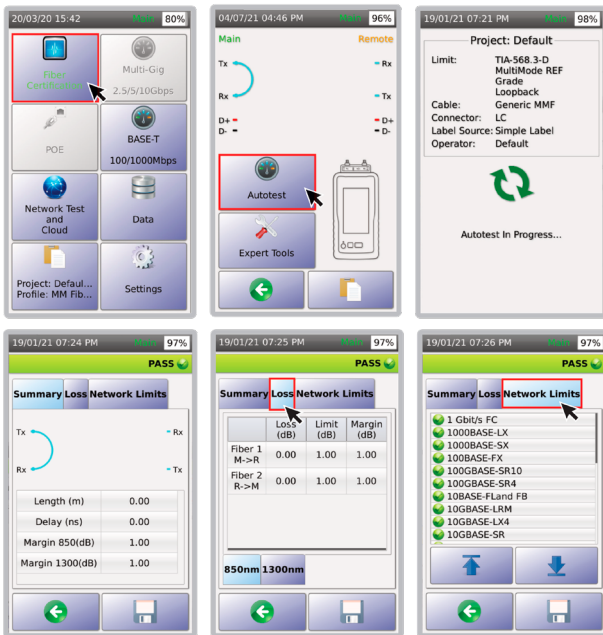 20/03/20 15:42 Main 80%
Fiber
Certification
Multi-Gig
2.5/5/10Gbps
POE
BASE-T
100/1000Mbps
Network Test
and
Cloud
Data
Project: Defaul...
Profile: MM Fib...
Settings
04/07/21 04:46 PM Main 96%
Main Remote
Tx Rx
Rx Tx
D+ D+
D- D-
Autotest
Expert Tools
19/01/21 07:21 PM Main 98%
Project: Default
Limit: TIA-568.3-D
MultiMode REF
Grade
Loopback
Cable: Generic MMF
Connector: LC
Label Source: Simple Label
Operator: Default
Autotest In Progress...
19/01/21 07:24 PM Main 97%
PASS
Summary Loss Network Limits
Tx Rx
Rx Tx
Length (m) 0.00
Delay (ns) 0.00
Margin 850(dB) 1.00
Margin 1300(dB) 1.00
19/01/21 07:25 PM Main 97%
PASS
Summary Loss Network Limits
Loss Limit Margin
(dB) (dB) (dB)
Fiber 1
M->R 0.00 1.00 1.00
Fiber 2
R->M 0.00 1.00 1.00
850nm 1300nm
19/01/21 07:26 PM Main 97%
PASS
Summary Loss Network Limits
1 Gbit/s FC
1000BASE-LX
1000BASE-SX
100BASE-FX
100GBASE-SR10
100GBASE-SR4
10BASE-FLand FB
10GBASE-LRM
10GBASE-LX4
10GBASE-SR